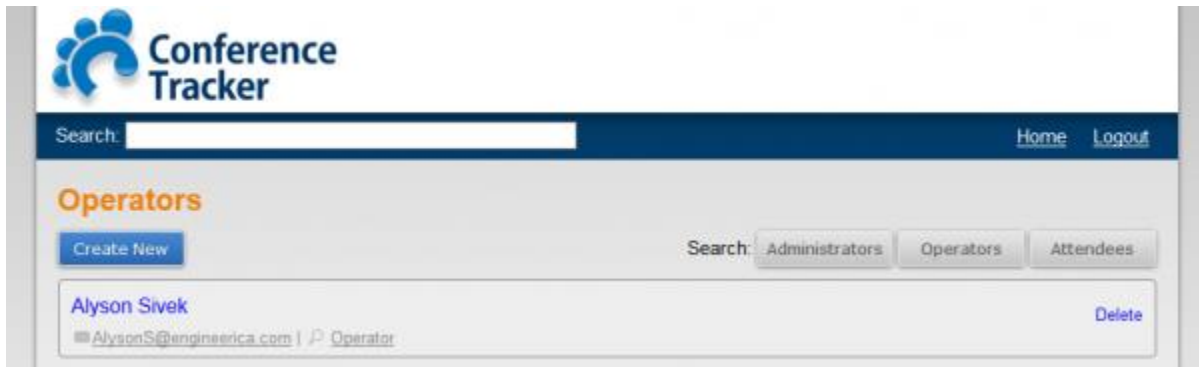 Conference
Tracker
Search: Home Logout
Operators
Create New Search: Administrators Operators Attendees
Alyson Sivek Delete
AlysonS@engineerica.com | Operator